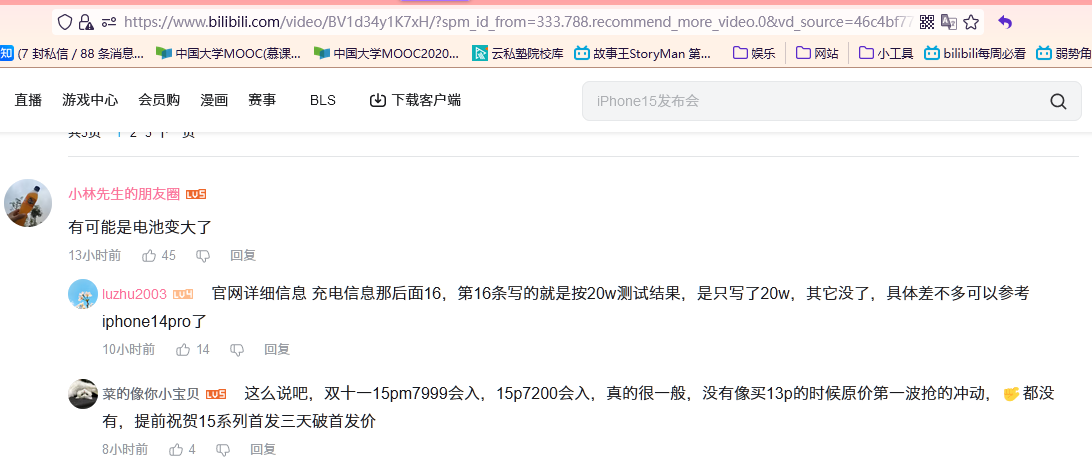 https://www.bilibili.com/video/BV1d34y1K7xH/?spm_id_from=333.788.recommend_more_video.0&vd_source=46c4bf77
知 (7 封私信 / 88 条消息... 中国大学MOOC(慕课... 中国大学MOOC2020... 云私塾院校库 故事王StoryMan 第... 娱乐 网站 小工具 bilibili每周必看 弱势角
直播 游戏中心 会员购 漫画 赛事 BLS 下载客户端 iPhone15发布会
共3页 1 2 3 下一页
小林先生的朋友圈 LV5
有可能是电池变大了
13小时前 45 回复
luzhu2003 LV4 官网详细信息 充电信息那后面16，第16条写的就是按20w测试结果，是只写了20w，其它没了，具体差不多可以参考
iphone14pro了
10小时前 14 回复
菜的像你小宝贝 LV5 这么说吧，双十一15pm7999会入，15p7200会入，真的很一般，没有像买13p的时候原价第一波抢的冲动，都没
有，提前祝贺15系列首发三天破首发价
8小时前 4 回复